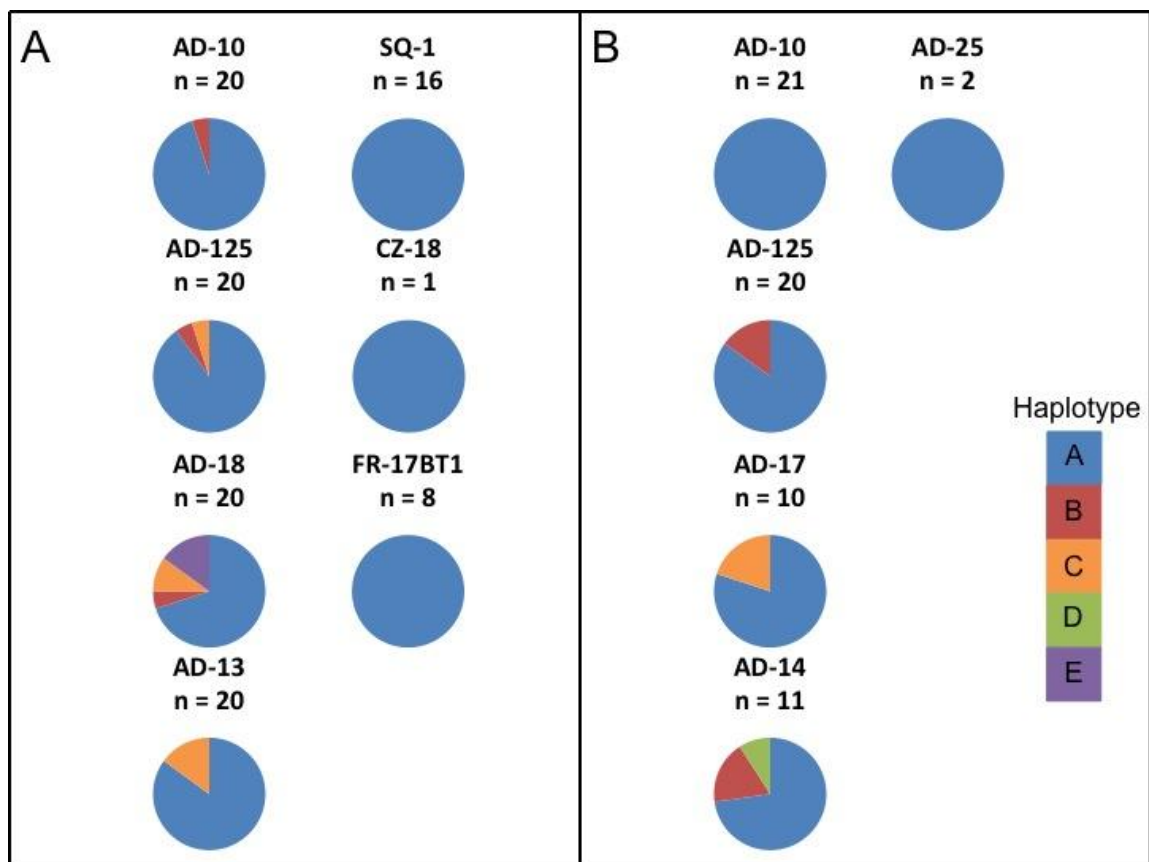 A
AD-10
n = 20
SQ-1
n = 16
AD-125
n = 20
CZ-18
n = 1
AD-18
n = 20
FR-17BT1
n = 8
AD-13
n = 20
B
AD-10
n = 21
AD-25
n = 2
AD-125
n = 20
AD-17
n = 10
AD-14
n = 11
Haplotype
A
B
C
D
E